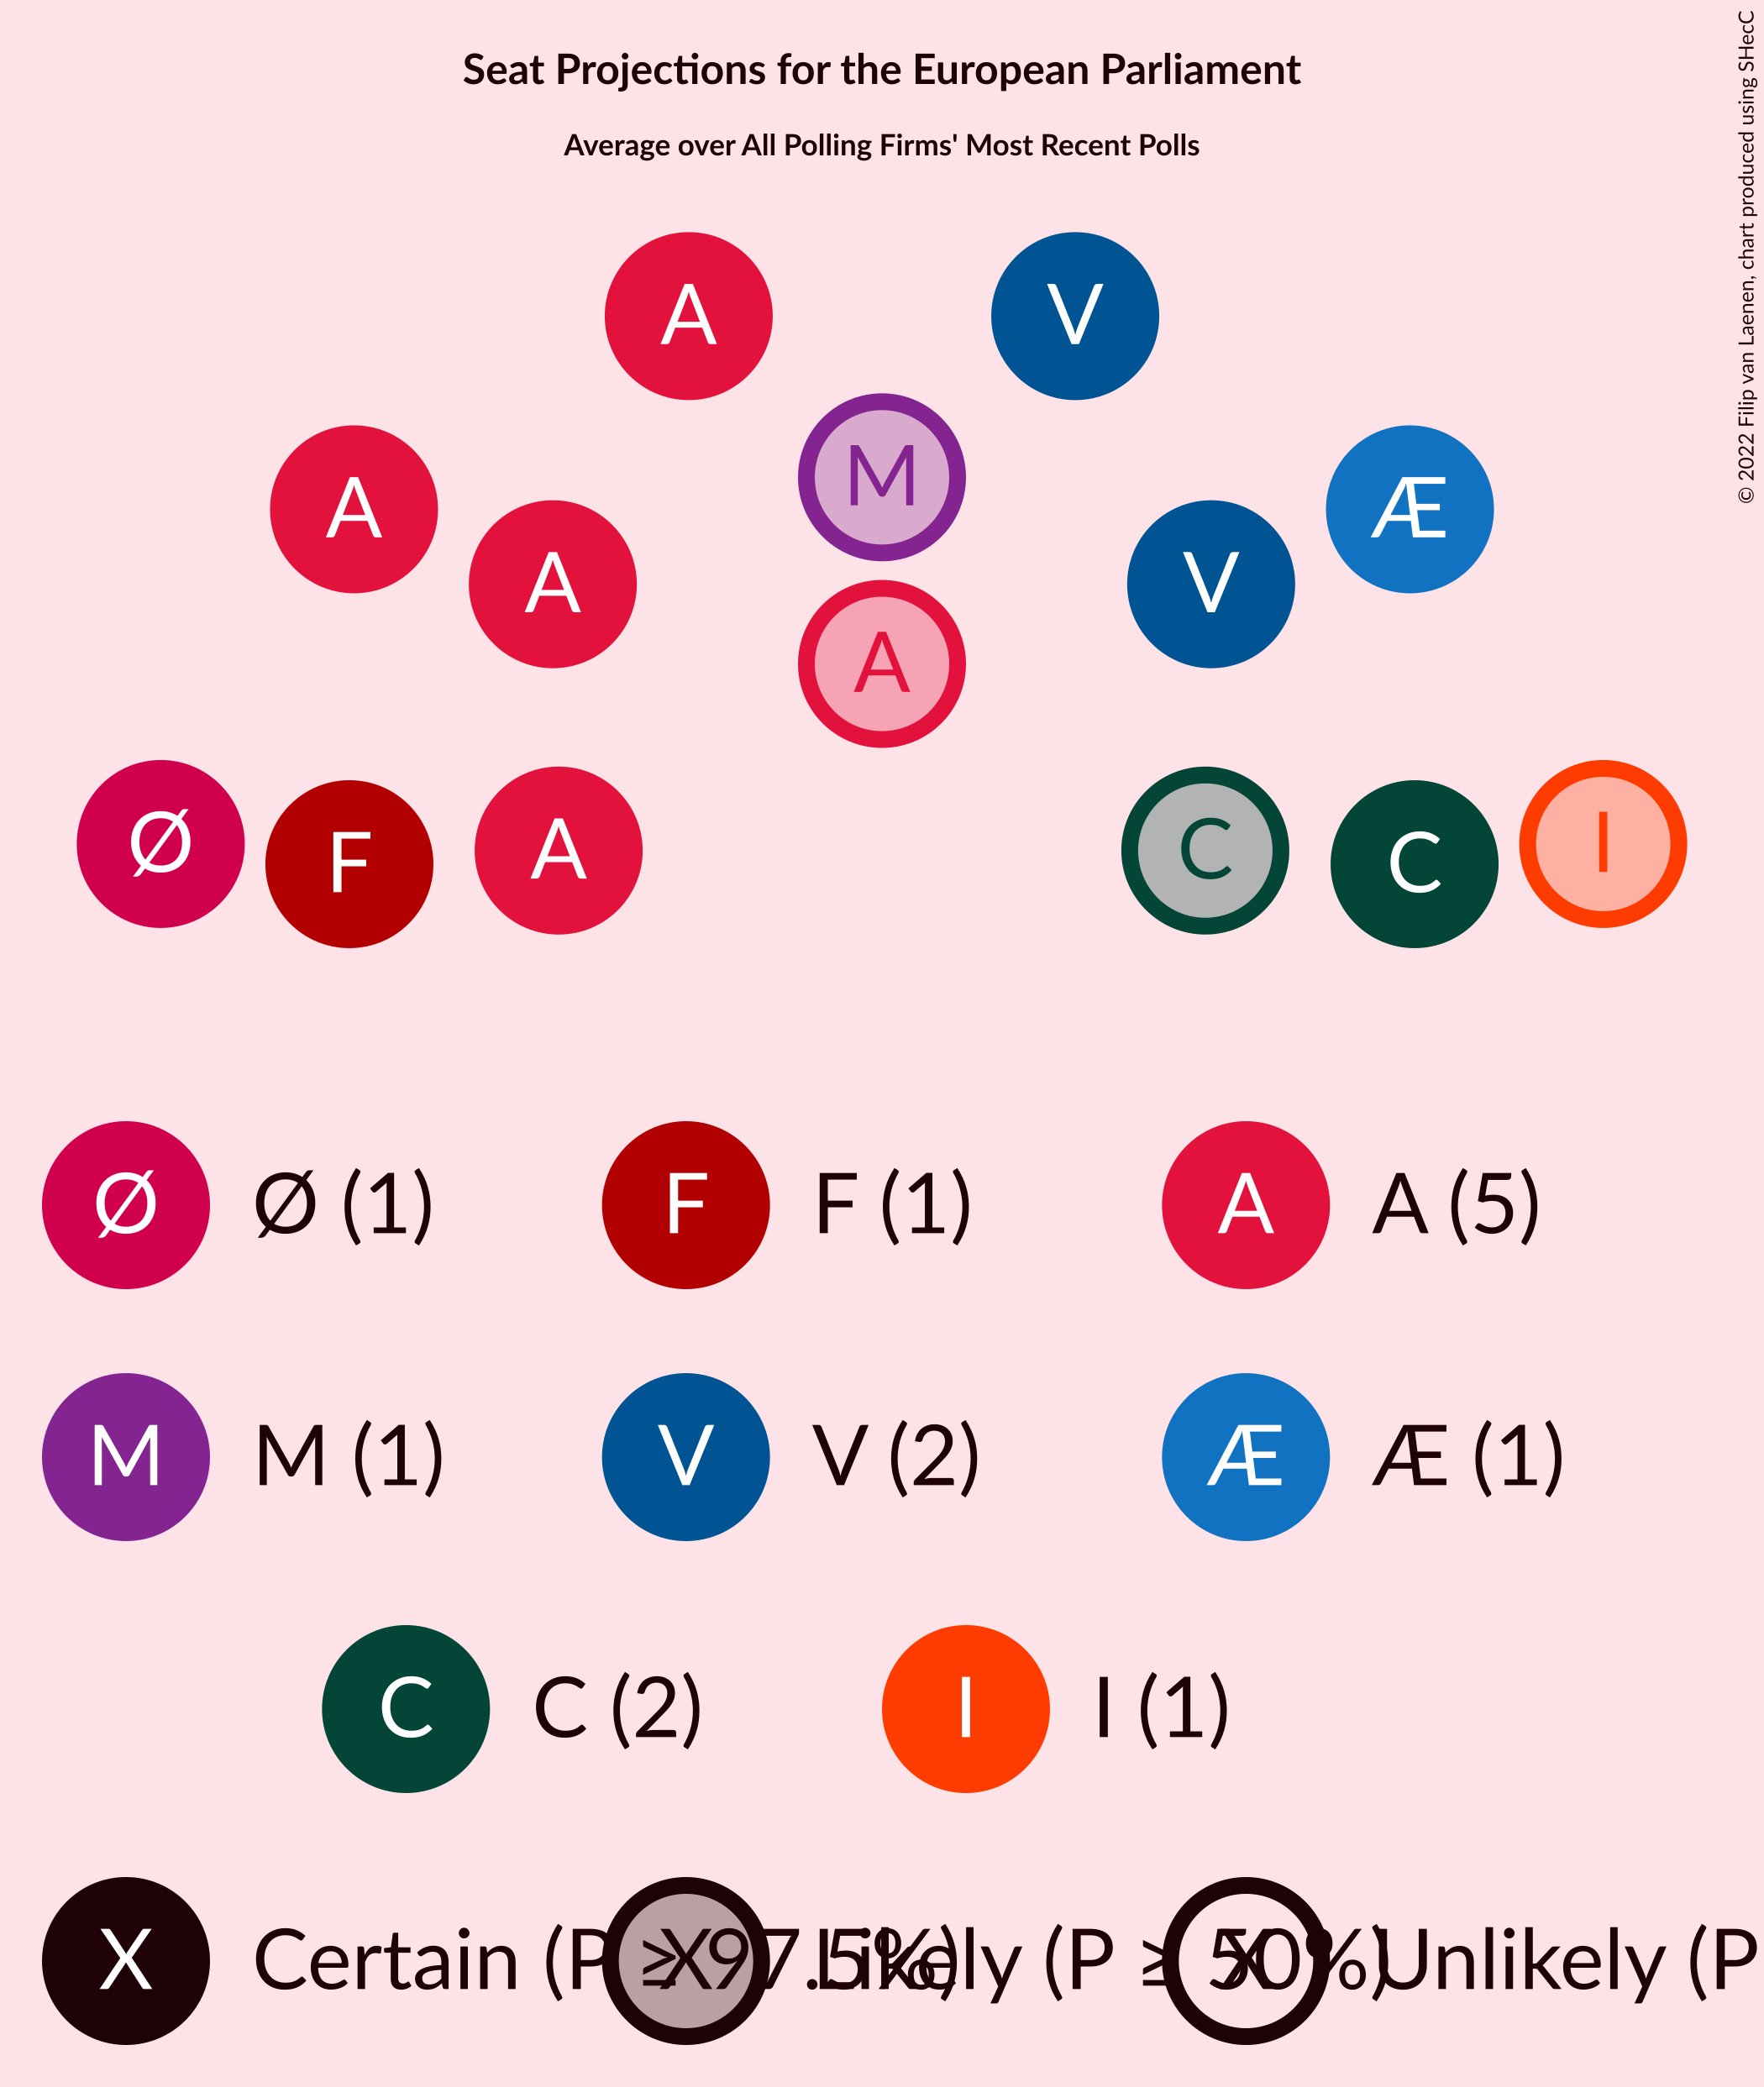 Seat Projections for the European Parliament
Average over All Polling Firms' Most Recent Polls
© 2022 Filip van Laenen, chart produced using SHecC
A V
M
A Æ
A V
A
Ø I
A C
F C
Ø Ø (1) F F (1) A A (5)
M M (1) V V (2) Æ Æ (1)
C C (2) I I (1)
X Certain (P ≥ 97.5%) X Likely (P ≥ 50%) X Unlikely (P